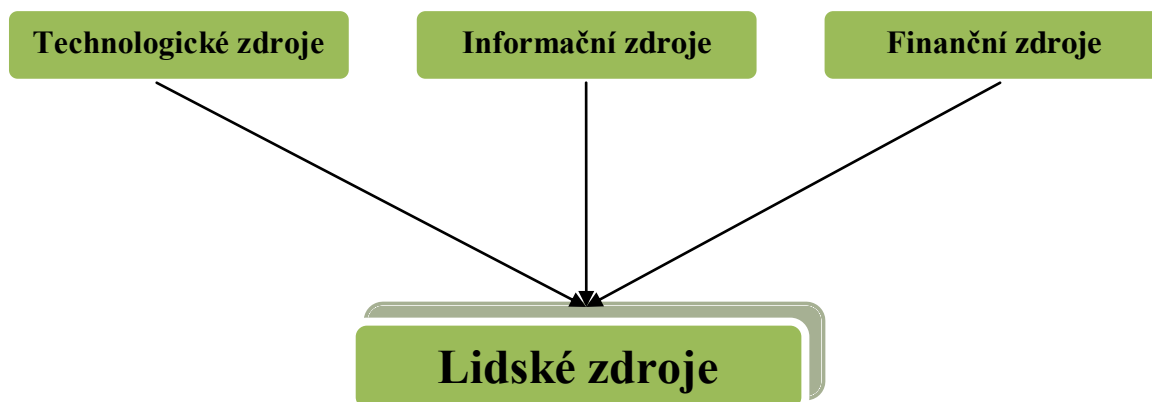 Technologické zdroje
Informační zdroje
Finanční zdroje
Lidské zdroje